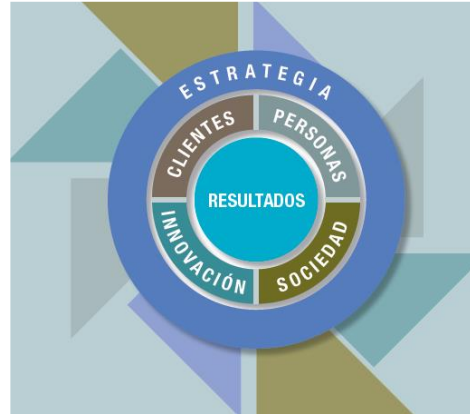 ESTRATEGIA
CLIENTES
PERSONAS
RESULTADOS
INNOVACIÓN
SOCIEDAD